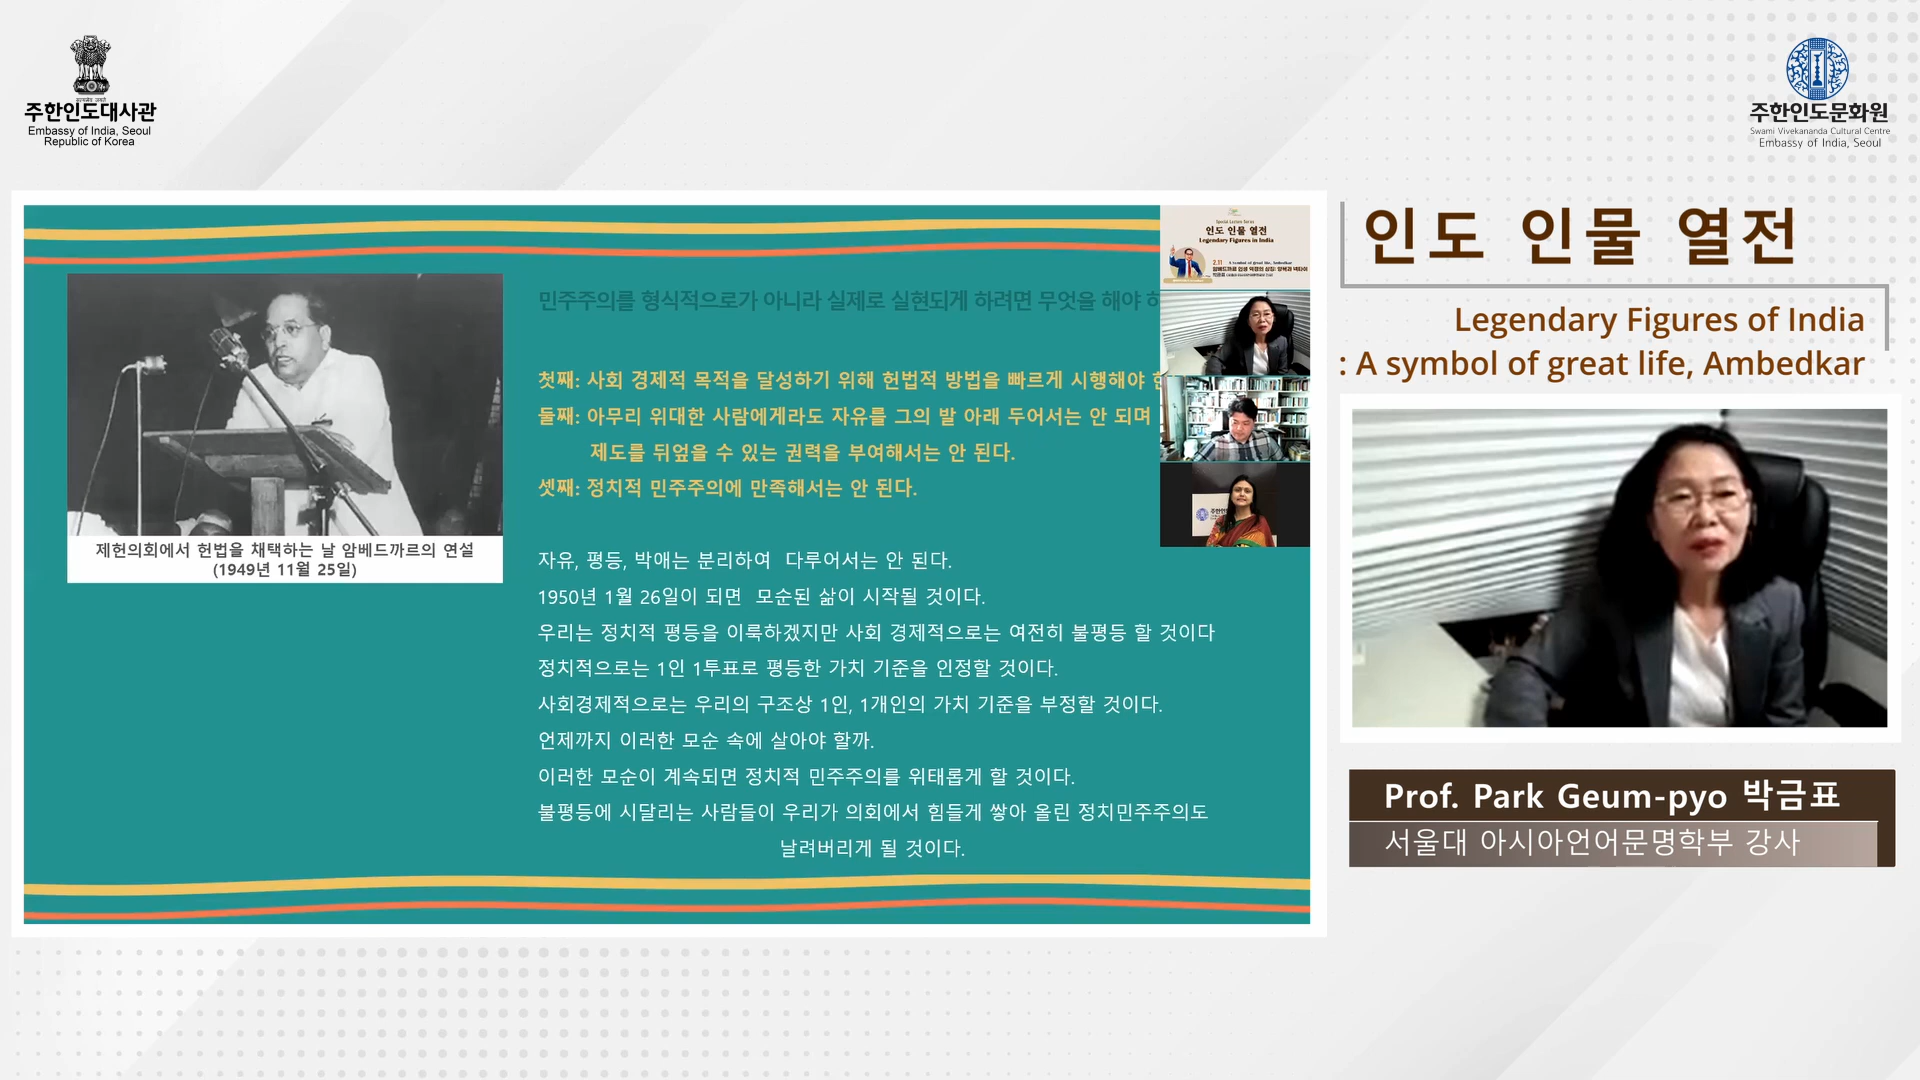 주한인도대사관
Embassy of India, Seoul
Republic of Korea
주한인도문화원
Swami Vivekananda Cultural Centre
Embassy of India, Seoul
인도 인물 열전
Legendary Figures of India
: A symbol of great life, Ambedkar
민주주의를 형식적으로가 아니라 실제로 실현되게 하려면 무엇을 해야
첫째: 사회 경제적 목적을 달성하기 위해 헌법적 방법을 빠르게 시행해야
둘째: 아무리 위대한 사람에게라도 자유를 그의 발 아래 두어서는 안 되며
제도를 뒤엎을 수 있는 권력을 부여해서는 안 된다.
셋째: 정치적 민주주의에 만족해서는 안 된다.
제헌의회에서 헌법을 채택하는 날 암베드까르의 연설
(1949년 11월 25일)
자유, 평등, 박애는 분리하여 다루어서는 안 된다.
1950년 1월 26일이 되면 모순된 삶이 시작될 것이다.
우리는 정치적 평등을 이룩하겠지만 사회 경제적으로는 여전히 불평등 할 것이다
정치적으로는 1인 1투표로 평등한 가치 기준을 인정할 것이다.
사회경제적으로는 우리의 구조상 1인, 1개인의 가치 기준을 부정할 것이다.
언제까지 이러한 모순 속에 살아야 할까.
이러한 모순이 계속되면 정치적 민주주의를 위태롭게 할 것이다.
불평등에 시달리는 사람들이 우리가 의회에서 힘들게 쌓아 올린 정치민주주의도
날려버리게 될 것이다.
Special Lecture Series
인도 인물 열전
Legendary Figures in India
2.11 A Symbol of great life, Ambedkar
Prof. Park Geum-pyo 박금표
서울대 아시아언어문명학부 강사